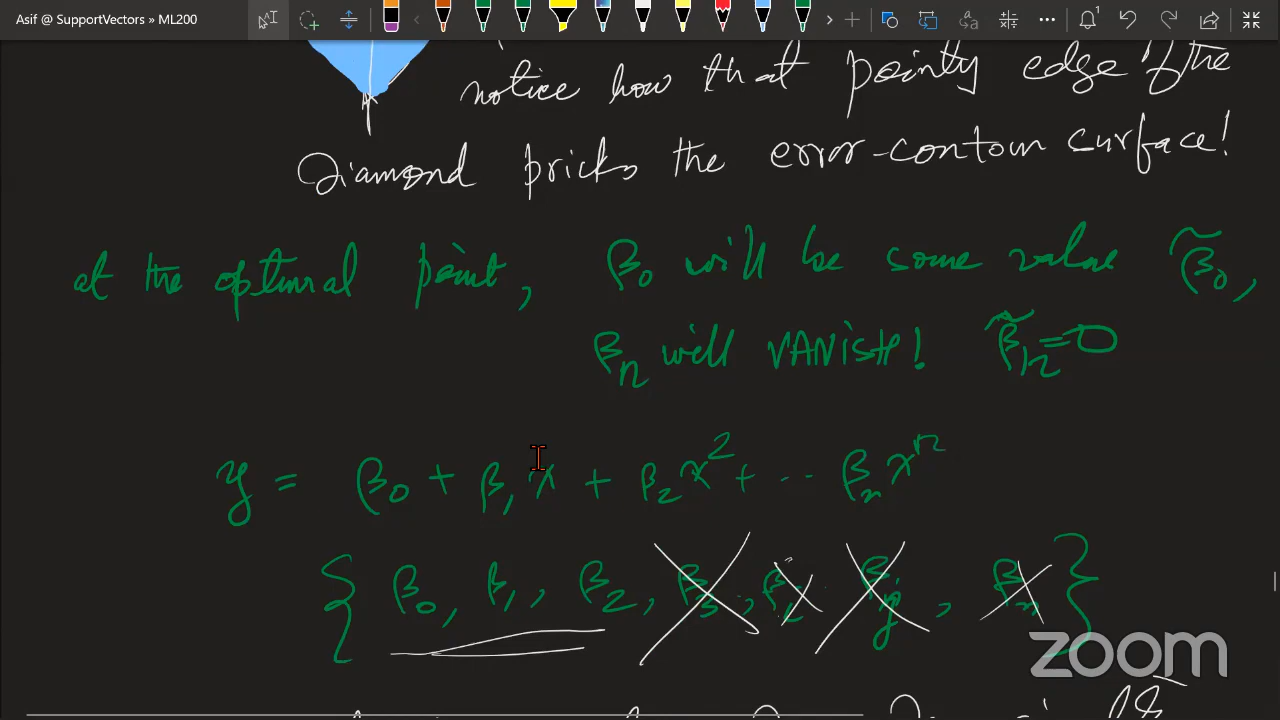 Asif @ SupportVectors » ML200
notice how that pointy edge of the
Diamond pricks the error-contour surface!
at the optimal point, β₀ will be some value β̃₀,
βₙ will VANISH! β̃ₙ = 0
y = β₀ + β₁x + β₂x² + ... βₙxⁿ
{ β₀, β₁, β₂, β₃, βᵢ, βⱼ, βₙ }
zoom